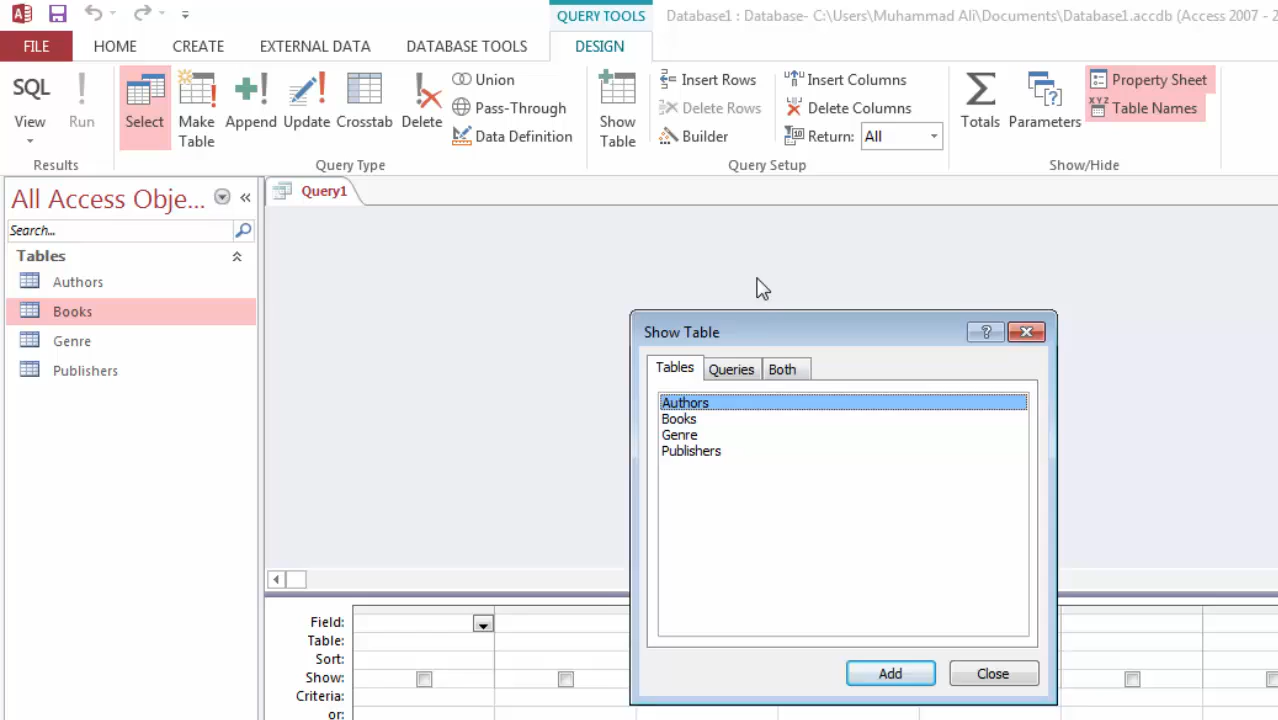 QUERY TOOLS
Database1 : Database- C:\Users\Muhammad Ali\Documents\Database1.accdb (Access 2007 - 2
FILE HOME CREATE EXTERNAL DATA DATABASE TOOLS DESIGN
SQL
View
Run
Select
Make
Table
Append
Update
Crosstab
Delete
Union
Pass-Through
Data Definition
Show
Table
Insert Rows
Delete Rows
Builder
Insert Columns
Delete Columns
Return: All
Totals
Parameters
Property Sheet
XYZ
Table Names
Results
Query Type
Query Setup
Show/Hide
All Access Obje... «
Search...
Tables
Authors
Books
Genre
Publishers
Query1
Show Table ?
Tables Queries Both
Authors
Books
Genre
Publishers
Add Close
Field:
Table:
Sort:
Show:
Criteria:
or: